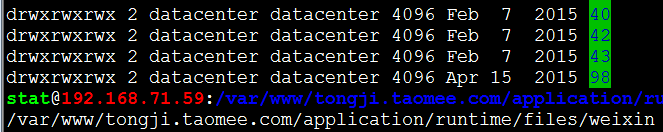 drwxrwxrwx 2 datacenter datacenter 4096 Feb 7 2015 40
drwxrwxrwx 2 datacenter datacenter 4096 Feb 7 2015 42
drwxrwxrwx 2 datacenter datacenter 4096 Feb 7 2015 43
drwxrwxrwx 2 datacenter datacenter 4096 Apr 15 2015 98
stat@192.168.71.59:/var/www/tongji.taomee.com/application/ru
/var/www/tongji.taomee.com/application/runtime/files/weixin